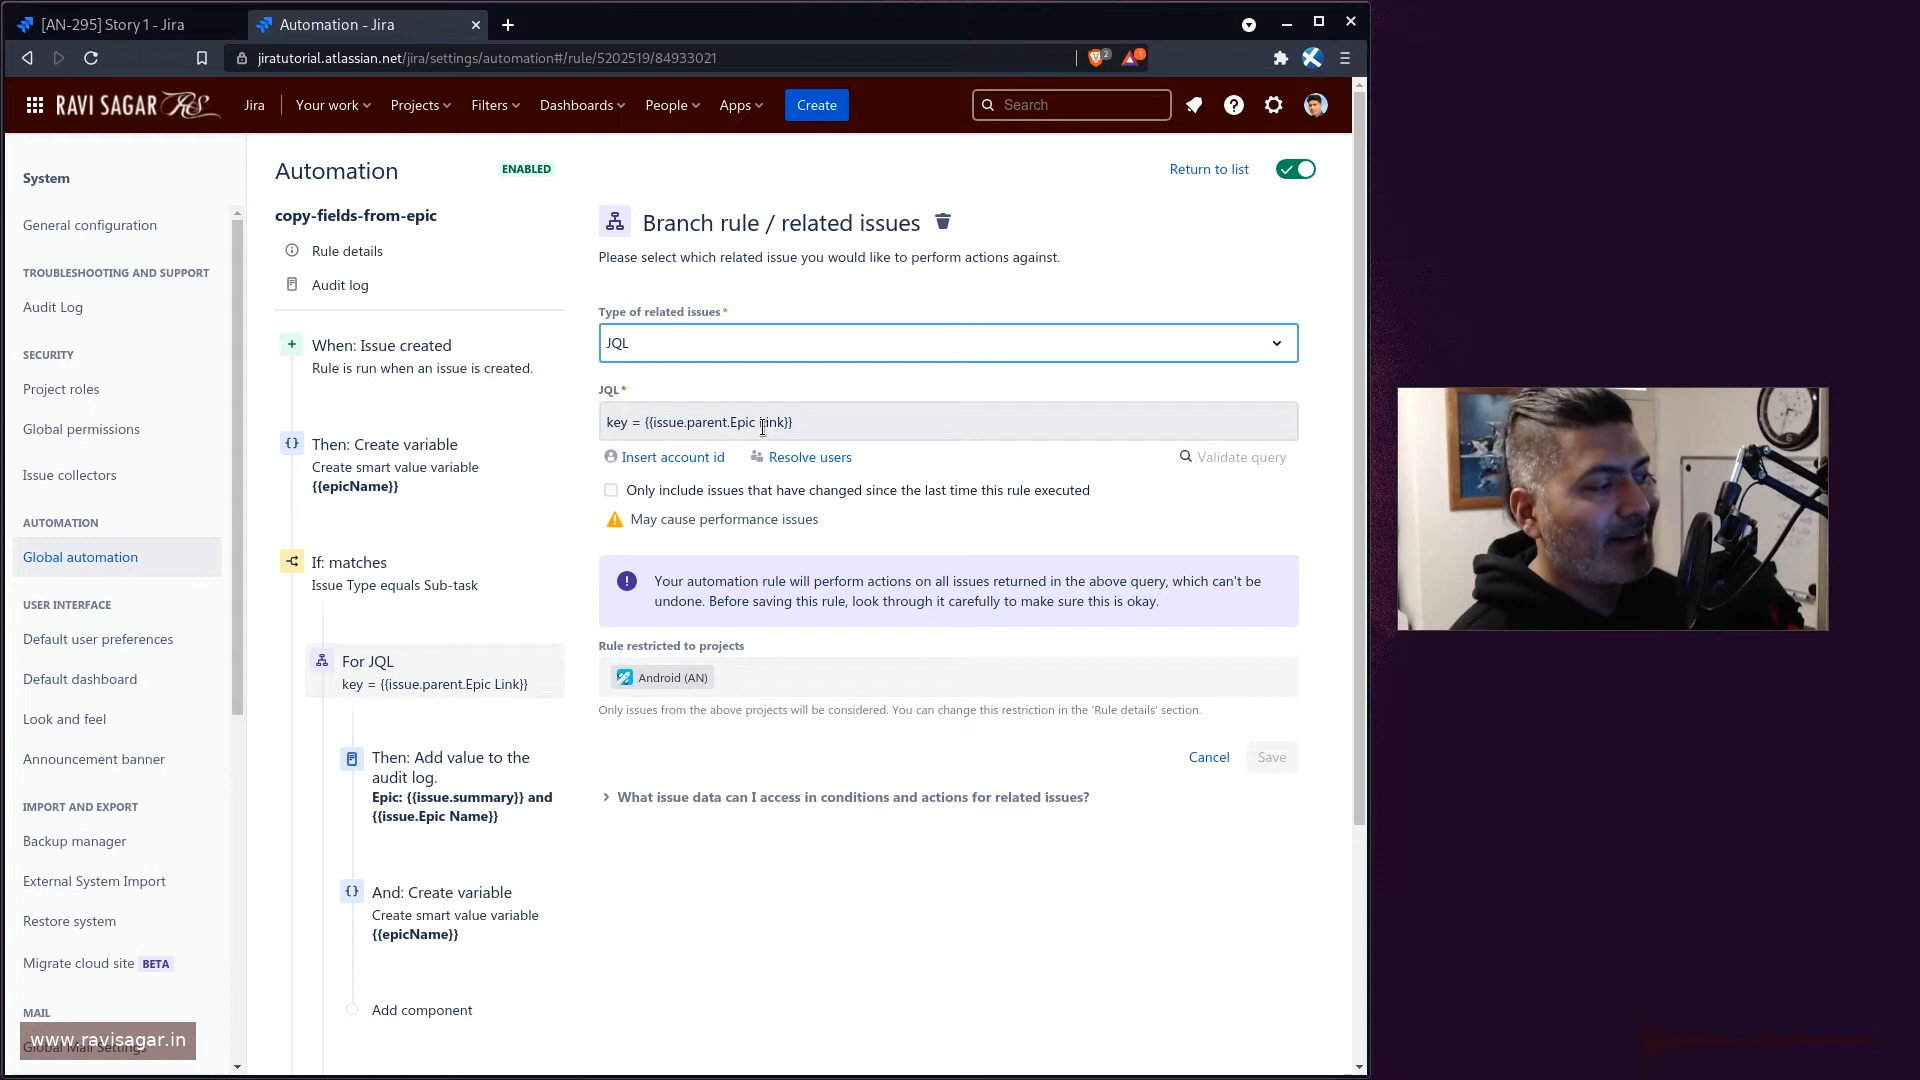 [AN-295] Story 1 - Jira
Automation - Jira
jiratutorial.atlassian.net/jira/settings/automation#/rule/5202519/84933021
2
1
RAVI SAGAR RS
Jira
Your work
Projects
Filters
Dashboards
People
Apps
Create
Search
System
General configuration
TROUBLESHOOTING AND SUPPORT
Audit Log
SECURITY
Project roles
Global permissions
Issue collectors
AUTOMATION
Global automation
USER INTERFACE
Default user preferences
Default dashboard
Look and feel
Announcement banner
IMPORT AND EXPORT
Backup manager
External System Import
Restore system
Migrate cloud site BETA
MAIL
Global Mail Settings
www.ravisagar.in
Automation
ENABLED
Return to list
copy-fields-from-epic
Rule details
Audit log
When: Issue created
Rule is run when an issue is created.
Then: Create variable
Create smart value variable
{{epicName}}
If: matches
Issue Type equals Sub-task
For JQL
key = {{issue.parent.Epic Link}}
Then: Add value to the
audit log.
Epic: {{issue.summary}} and
{{issue.Epic Name}}
And: Create variable
Create smart value variable
{{epicName}}
Add component
Branch rule / related issues
Please select which related issue you would like to perform actions against.
Type of related issues*
JQL
JQL*
key = {{issue.parent.Epic Link}}
Insert account id
Resolve users
Validate query
Only include issues that have changed since the last time this rule executed
May cause performance issues
Your automation rule will perform actions on all issues returned in the above query, which can't be
undone. Before saving this rule, look through it carefully to make sure this is okay.
Rule restricted to projects
Android (AN)
Only issues from the above projects will be considered. You can change this restriction in the 'Rule details' section.
Cancel
Save
What issue data can I access in conditions and actions for related issues?